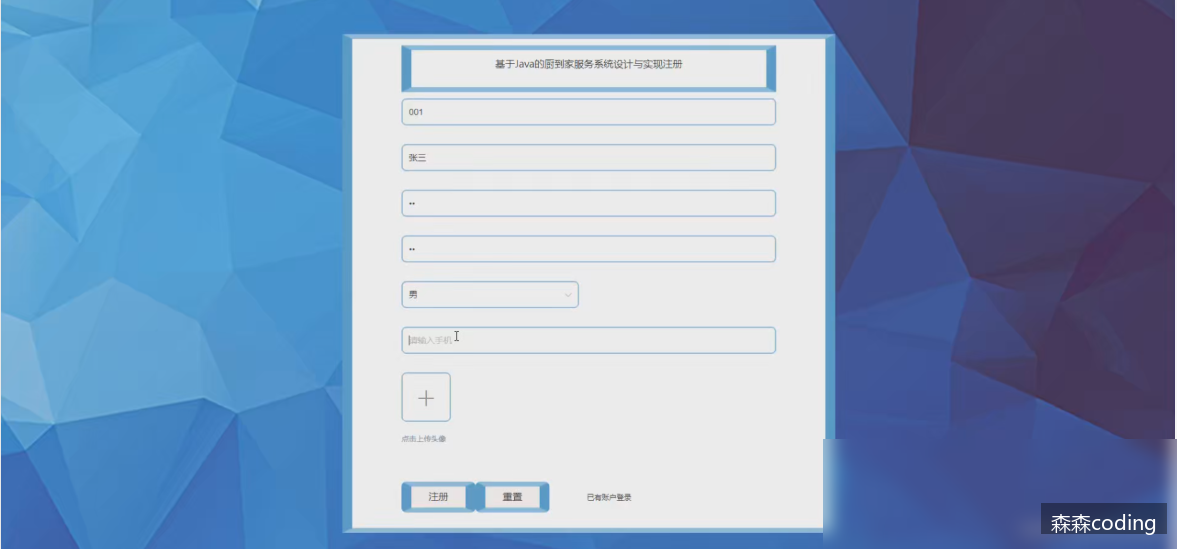 基于Java的厨到家服务系统设计与实现注册
001
张三
••
••
男
请输入手机
点击上传头像
注册
重置
已有账户登录
森森coding